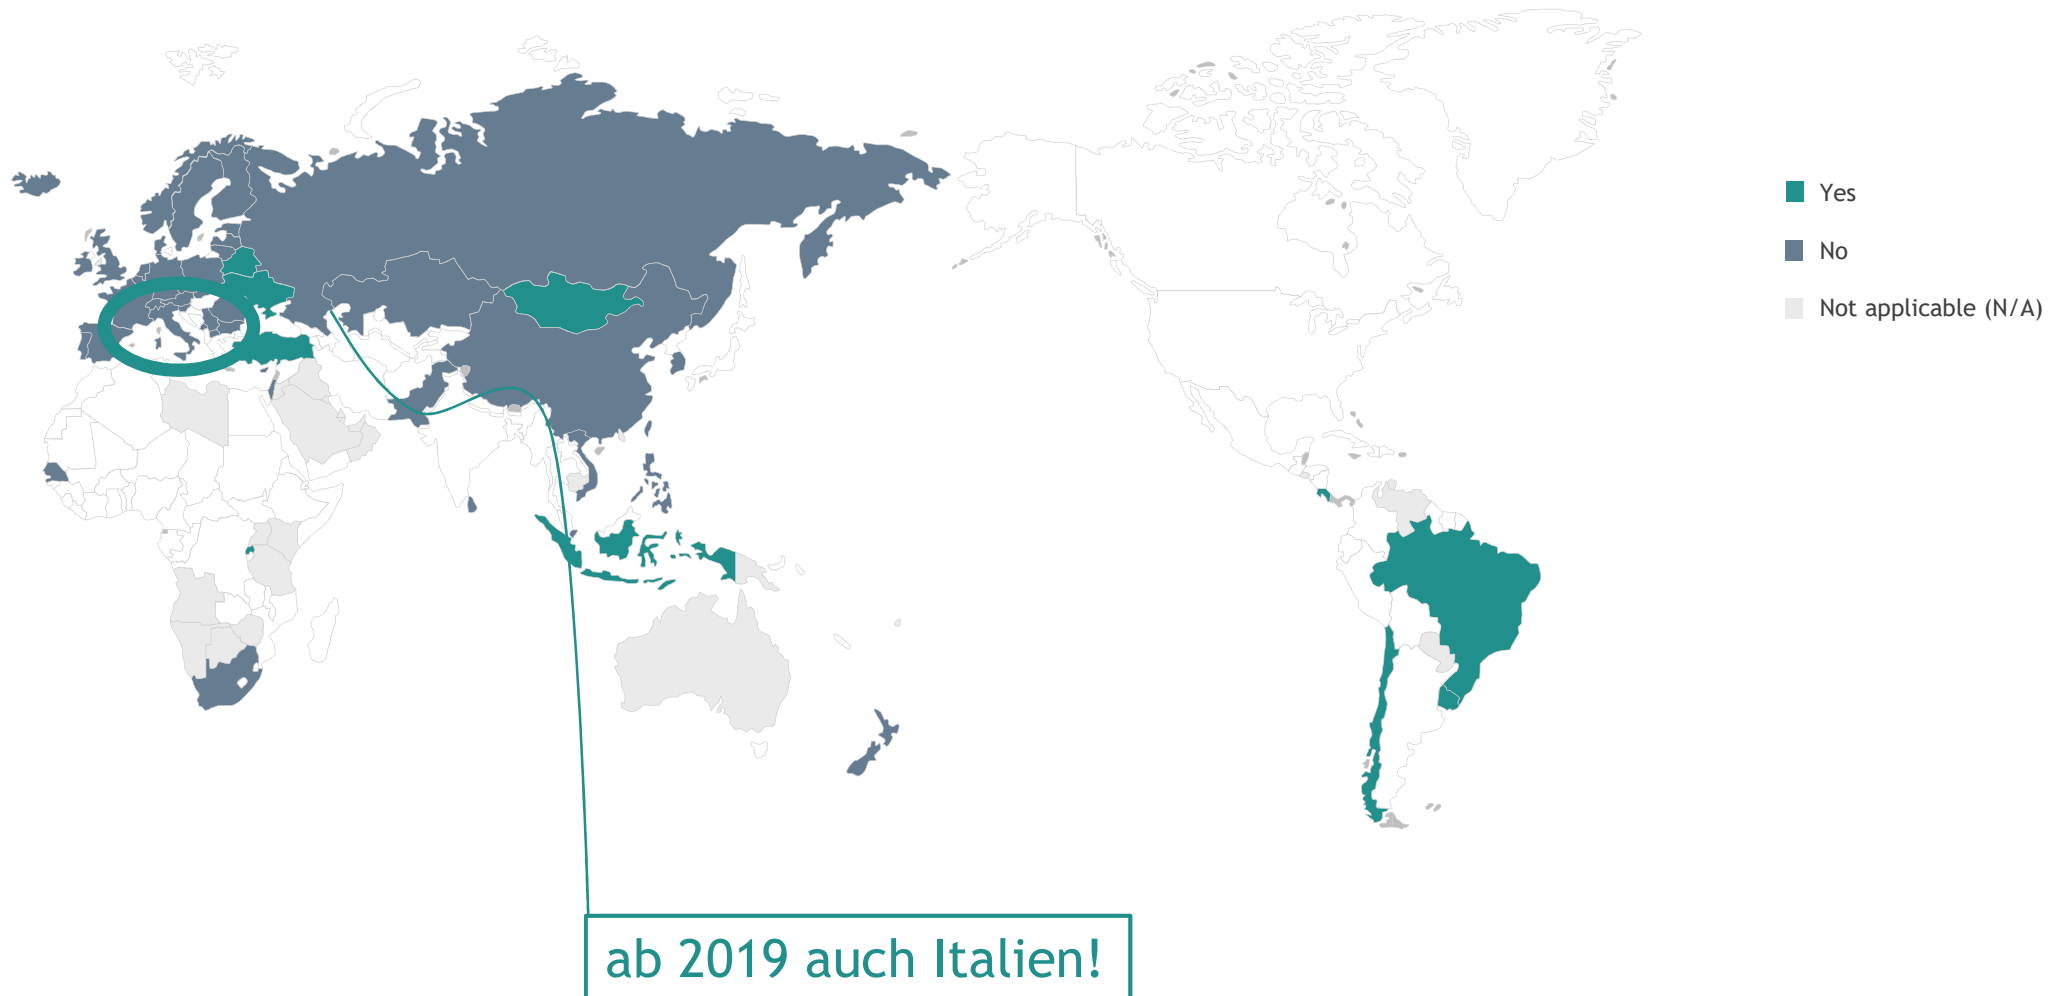 Yes
No
Not applicable (N/A)
ab 2019 auch Italien!